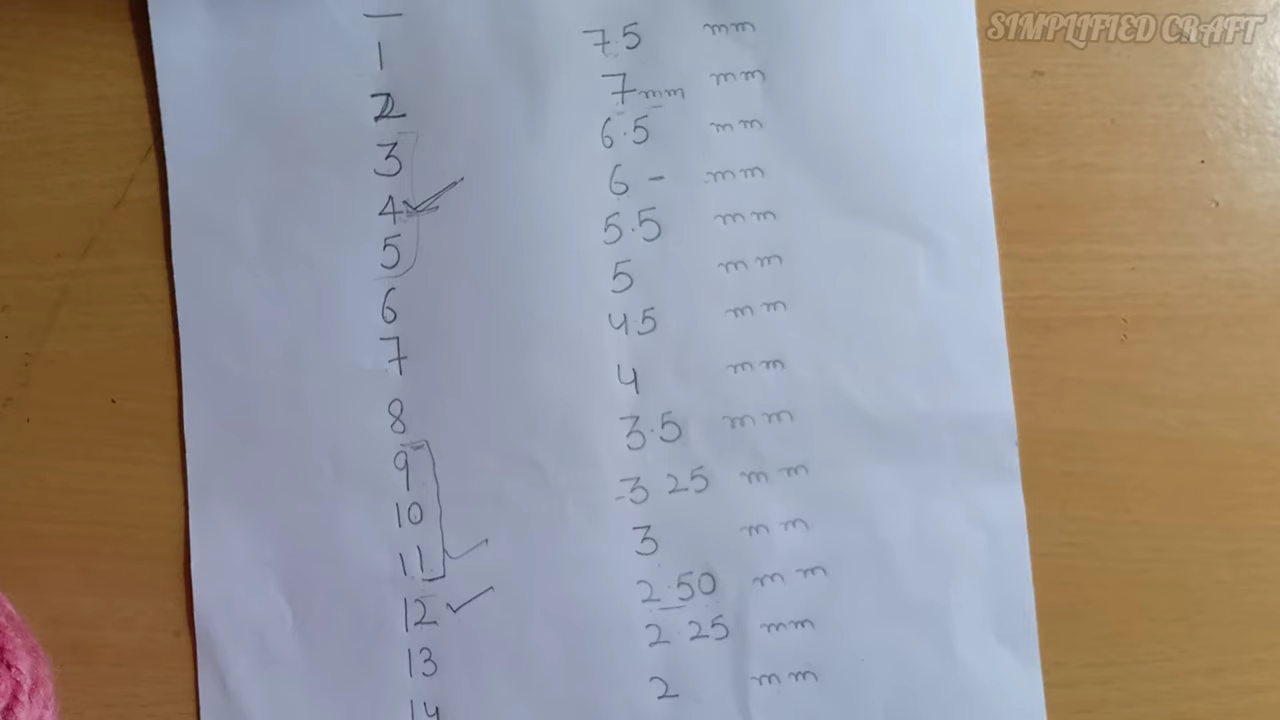 SIMPLIFIED CRAFT
1 7.5 mm
2 7mm mm
3 6.5 mm
4 6 - mm
5 5.5 mm
6 5 mm
7 4.5 mm
8 4 mm
9 3.5 mm
10 3.25 mm
11 3 mm
12 2.50 mm
13 2.25 mm
14 2 mm